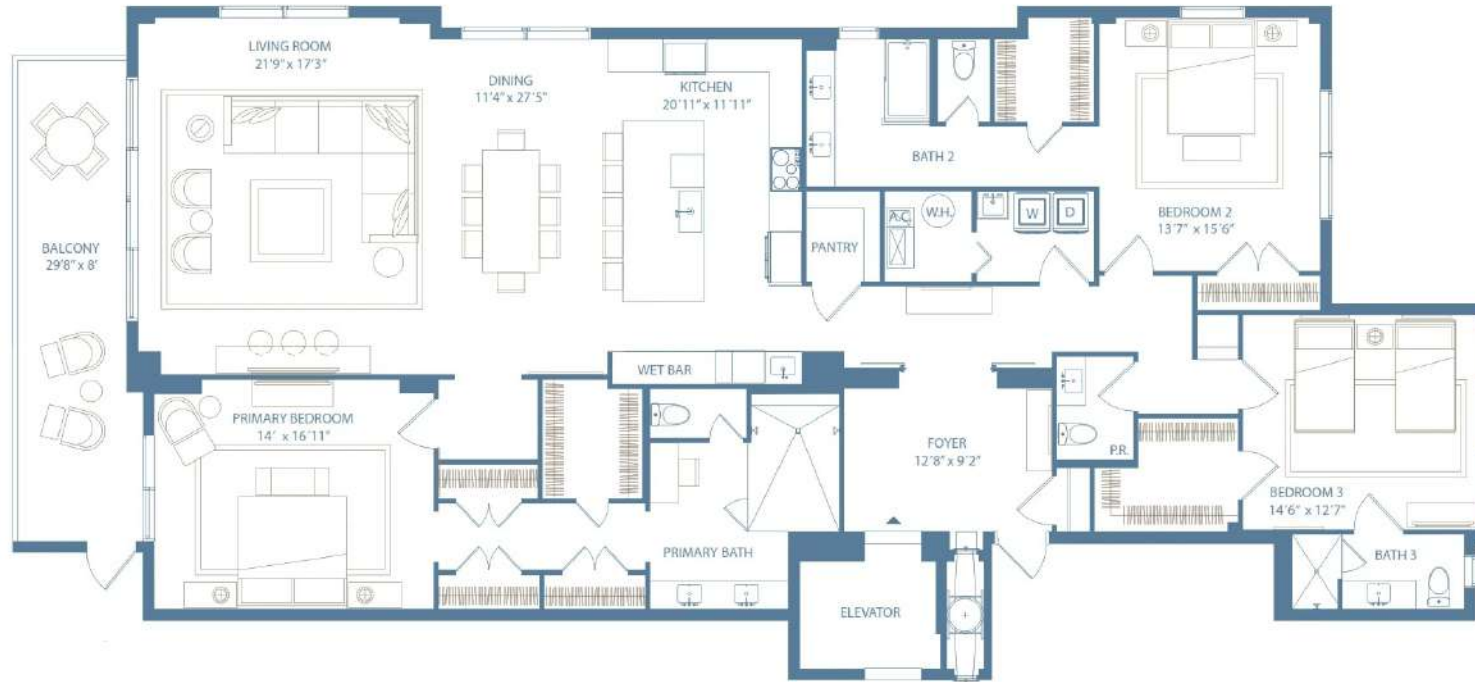 LIVING ROOM
21'9" x 17'3"
DINING
11'4" x 27'5"
KITCHEN
20'11" x 11'11"
BATH 2
BEDROOM 2
13'7" x 15'6"
BALCONY
29'8" x 8'
PANTRY
A.C.
W.H.
W
D
WET BAR
PRIMARY BEDROOM
14' x 16'11"
FOYER
12'8" x 9'2"
P.R.
BEDROOM 3
14'6" x 12'7"
PRIMARY BATH
BATH 3
ELEVATOR